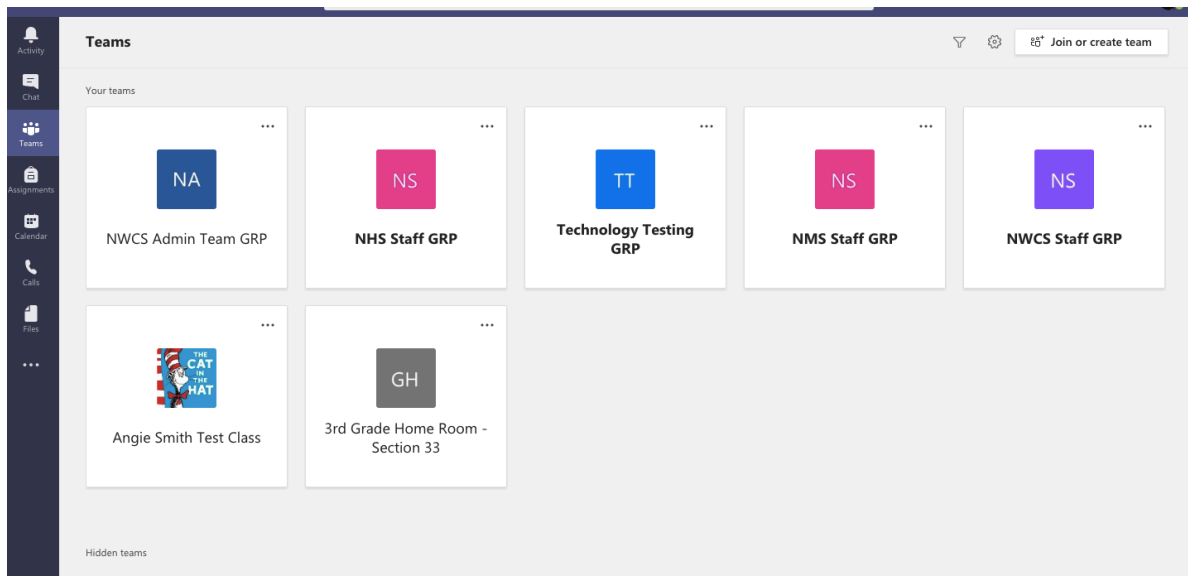 Activity
Chat
Teams
Assignments
Calendar
Calls
Files
Teams
Join or create team
Your teams
NA
NWCS Admin Team GRP
NS
NHS Staff GRP
TT
Technology Testing
GRP
NS
NMS Staff GRP
NS
NWCS Staff GRP
THE
CAT
IN
THE
HAT
Angie Smith Test Class
GH
3rd Grade Home Room -
Section 33
Hidden teams